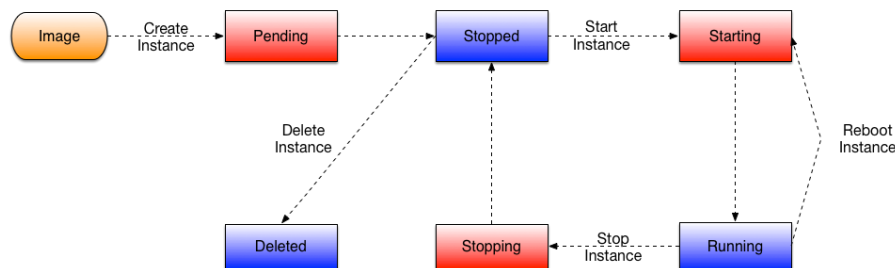 Image
Create
Instance
Pending
Stopped
Start
Instance
Starting
Delete
Instance
Reboot
Instance
Deleted
Stopping
Stop
Instance
Running